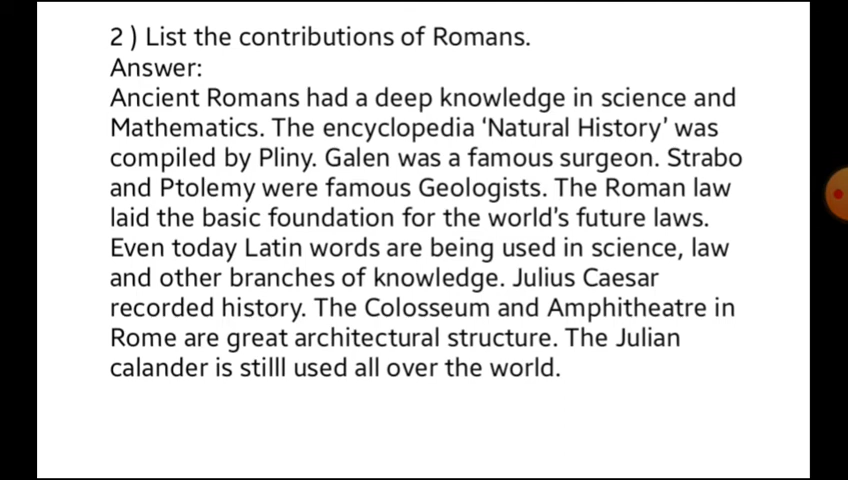 2 ) List the contributions of Romans.
Answer:
Ancient Romans had a deep knowledge in science and
Mathematics. The encyclopedia ‘Natural History’ was
compiled by Pliny. Galen was a famous surgeon. Strabo
and Ptolemy were famous Geologists. The Roman law
laid the basic foundation for the world's future laws.
Even today Latin words are being used in science, law
and other branches of knowledge. Julius Caesar
recorded history. The Colosseum and Amphitheatre in
Rome are great architectural structure. The Julian
calander is stilll used all over the world.